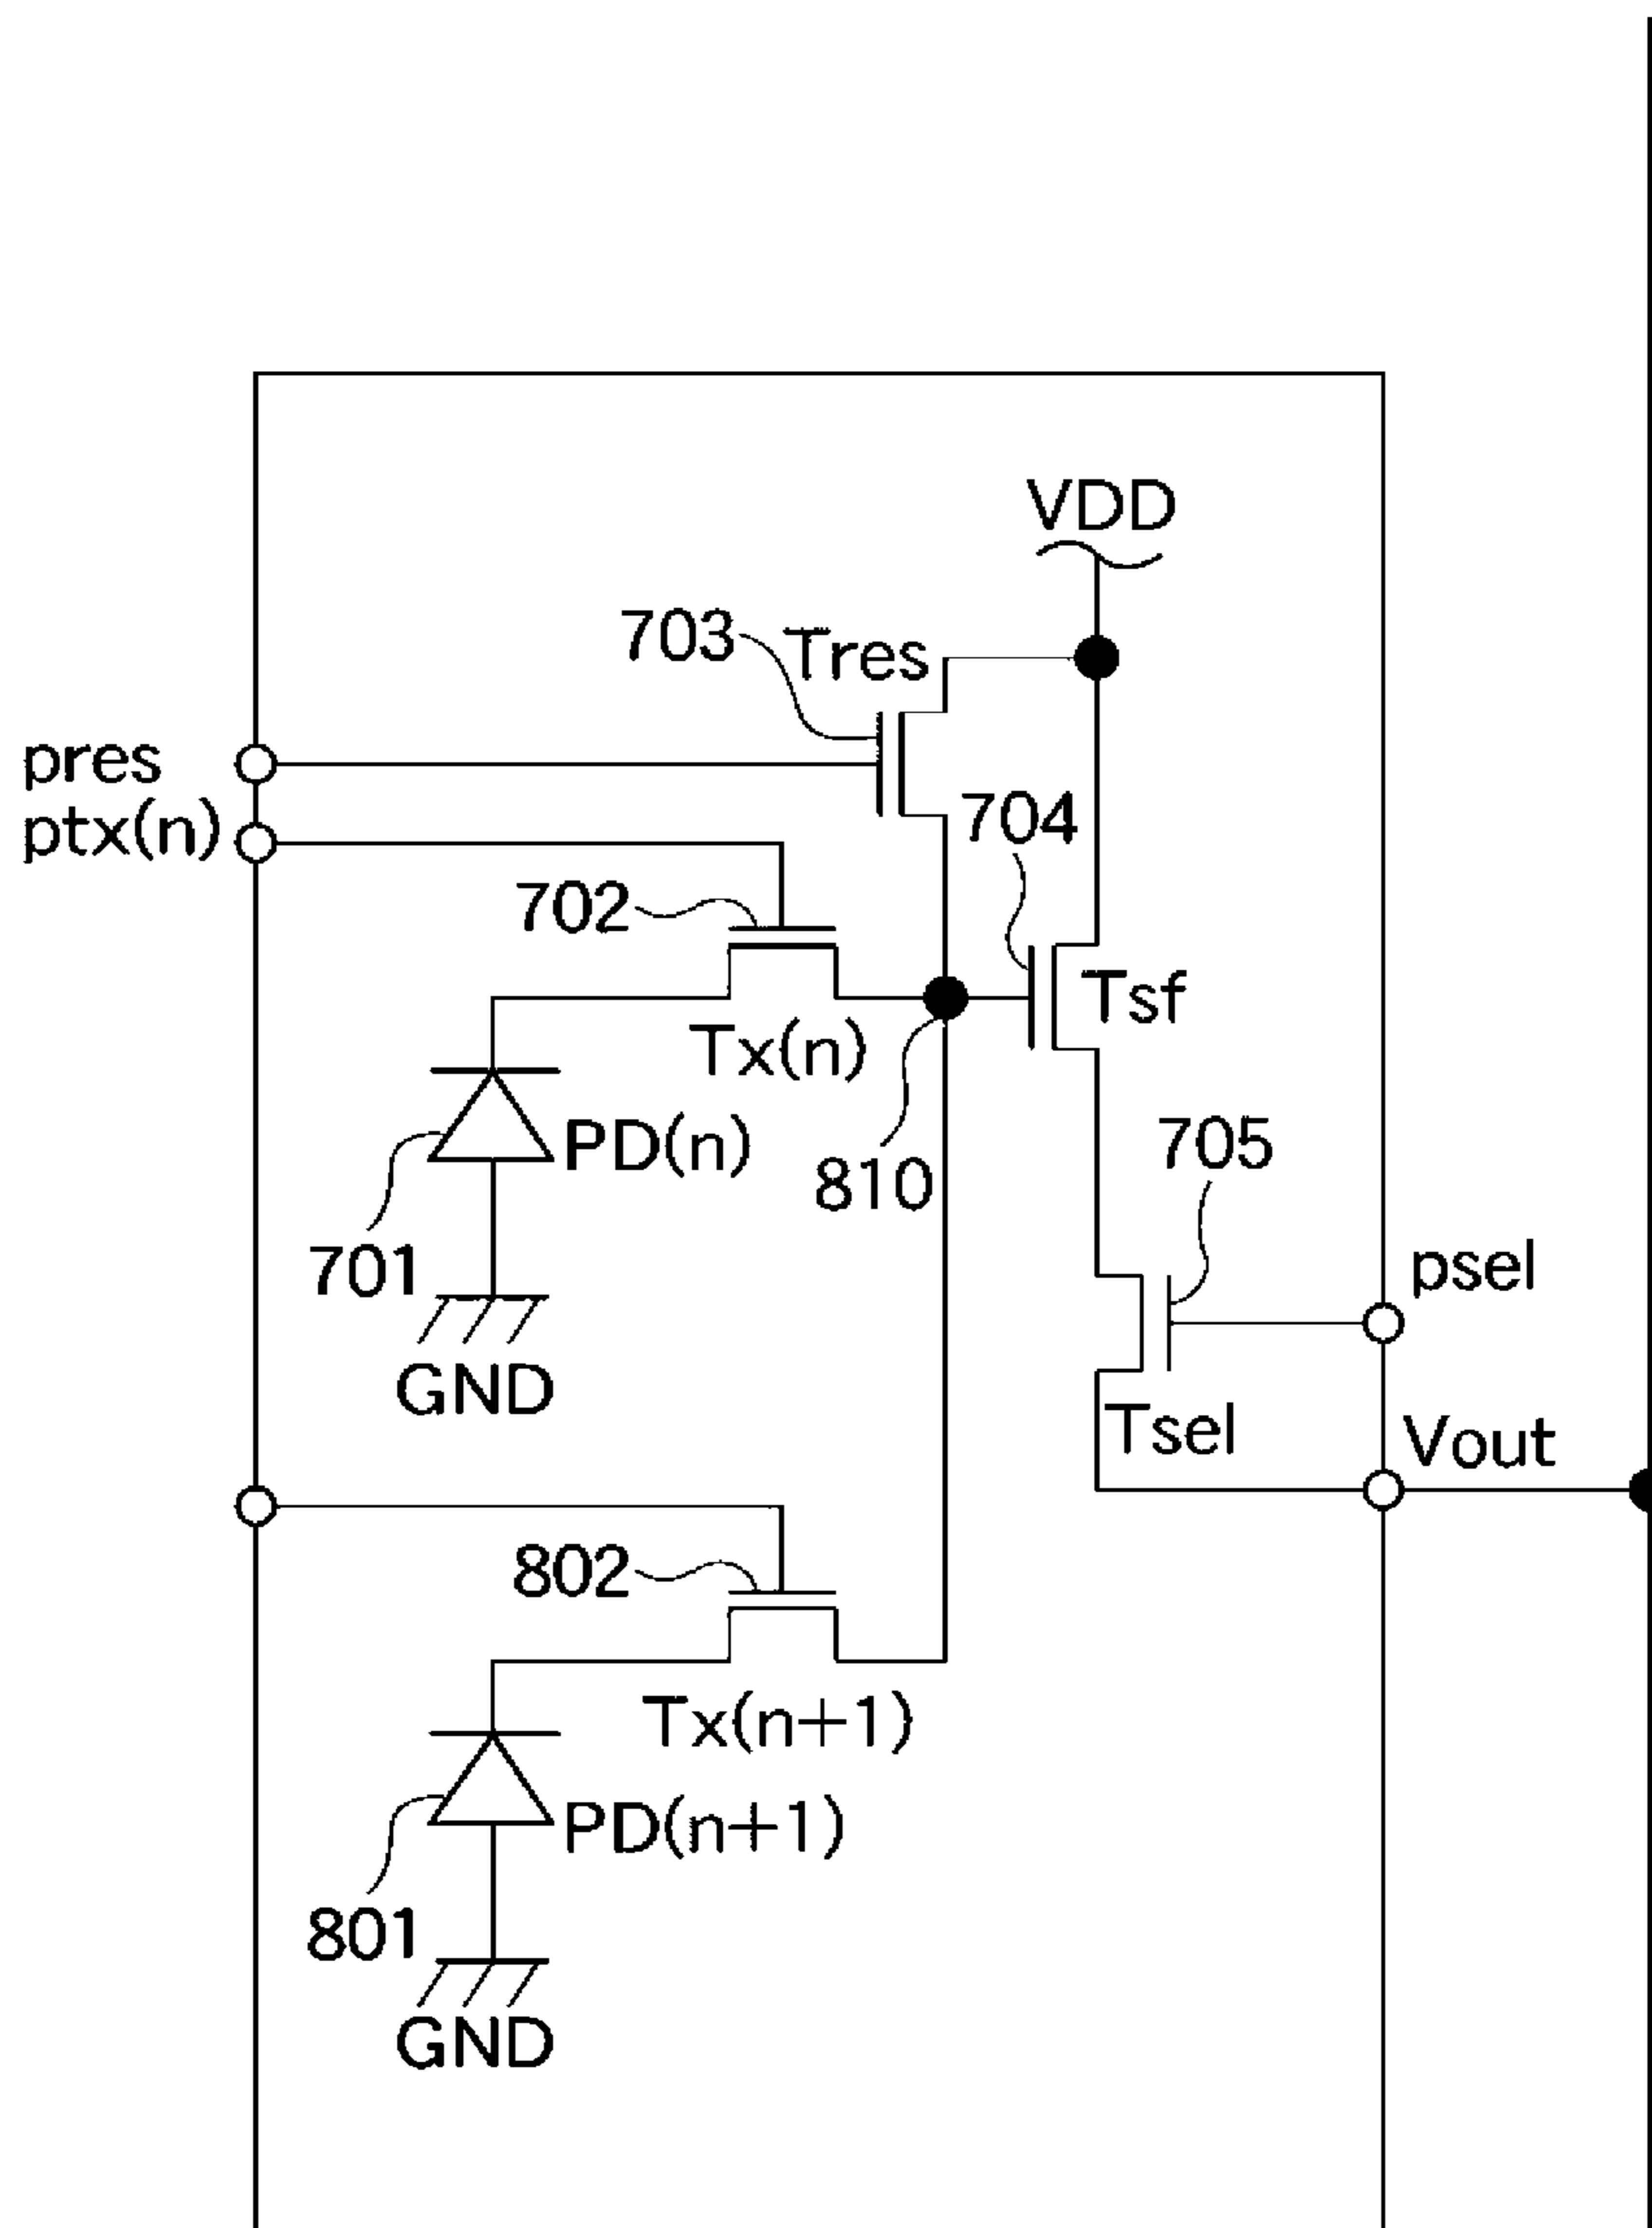 VDD
703
Tres
pres
704
ptx(n)
702
Tsf
Tx(n)
PD(n)
705
810
701
psel
GND
Tsel
Vout
802
Tx(n+1)
PD(n+1)
801
GND